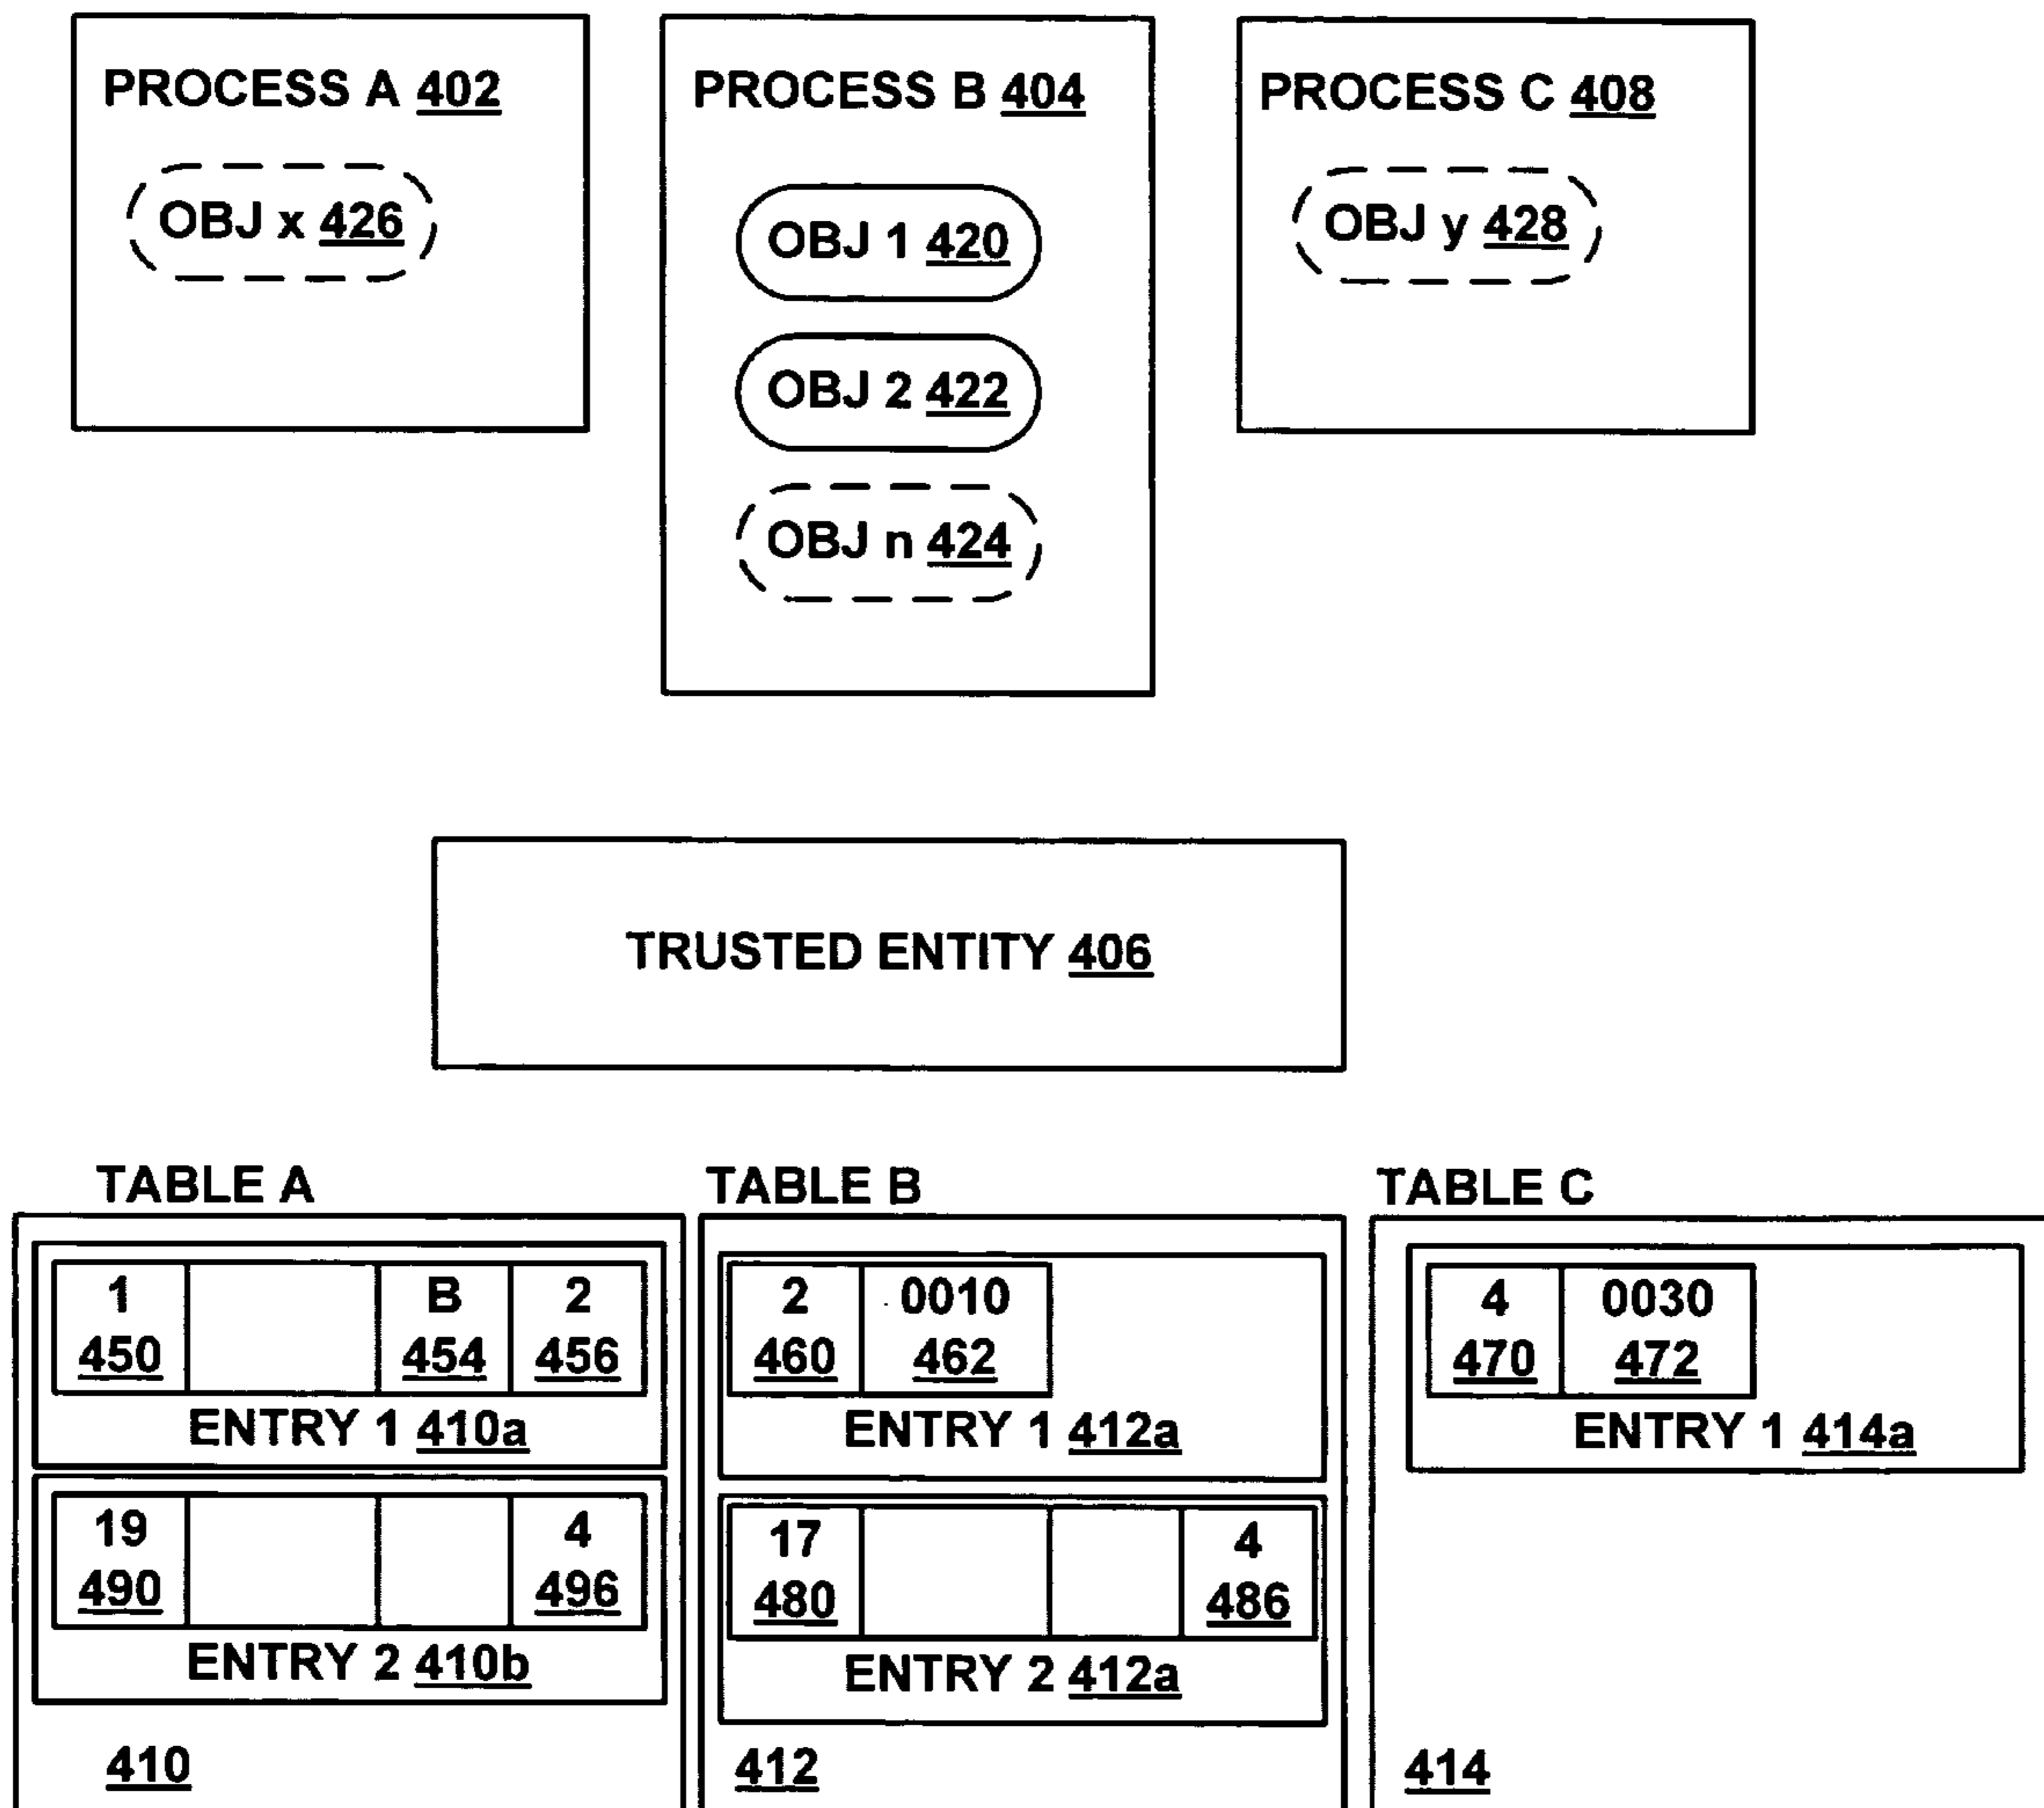 PROCESS A 402
OBJ x 426
PROCESS B 404
OBJ 1 420
OBJ 2 422
OBJ n 424
PROCESS C 408
OBJ y 428
TRUSTED ENTITY 406
TABLE A
1
450
B
454
2
456
ENTRY 1 410a
19
490
4
496
ENTRY 2 410b
410
TABLE B
2
460
0010
462
ENTRY 1 412a
17
480
4
486
ENTRY 2 412a
412
TABLE C
4
470
0030
472
ENTRY 1 414a
414